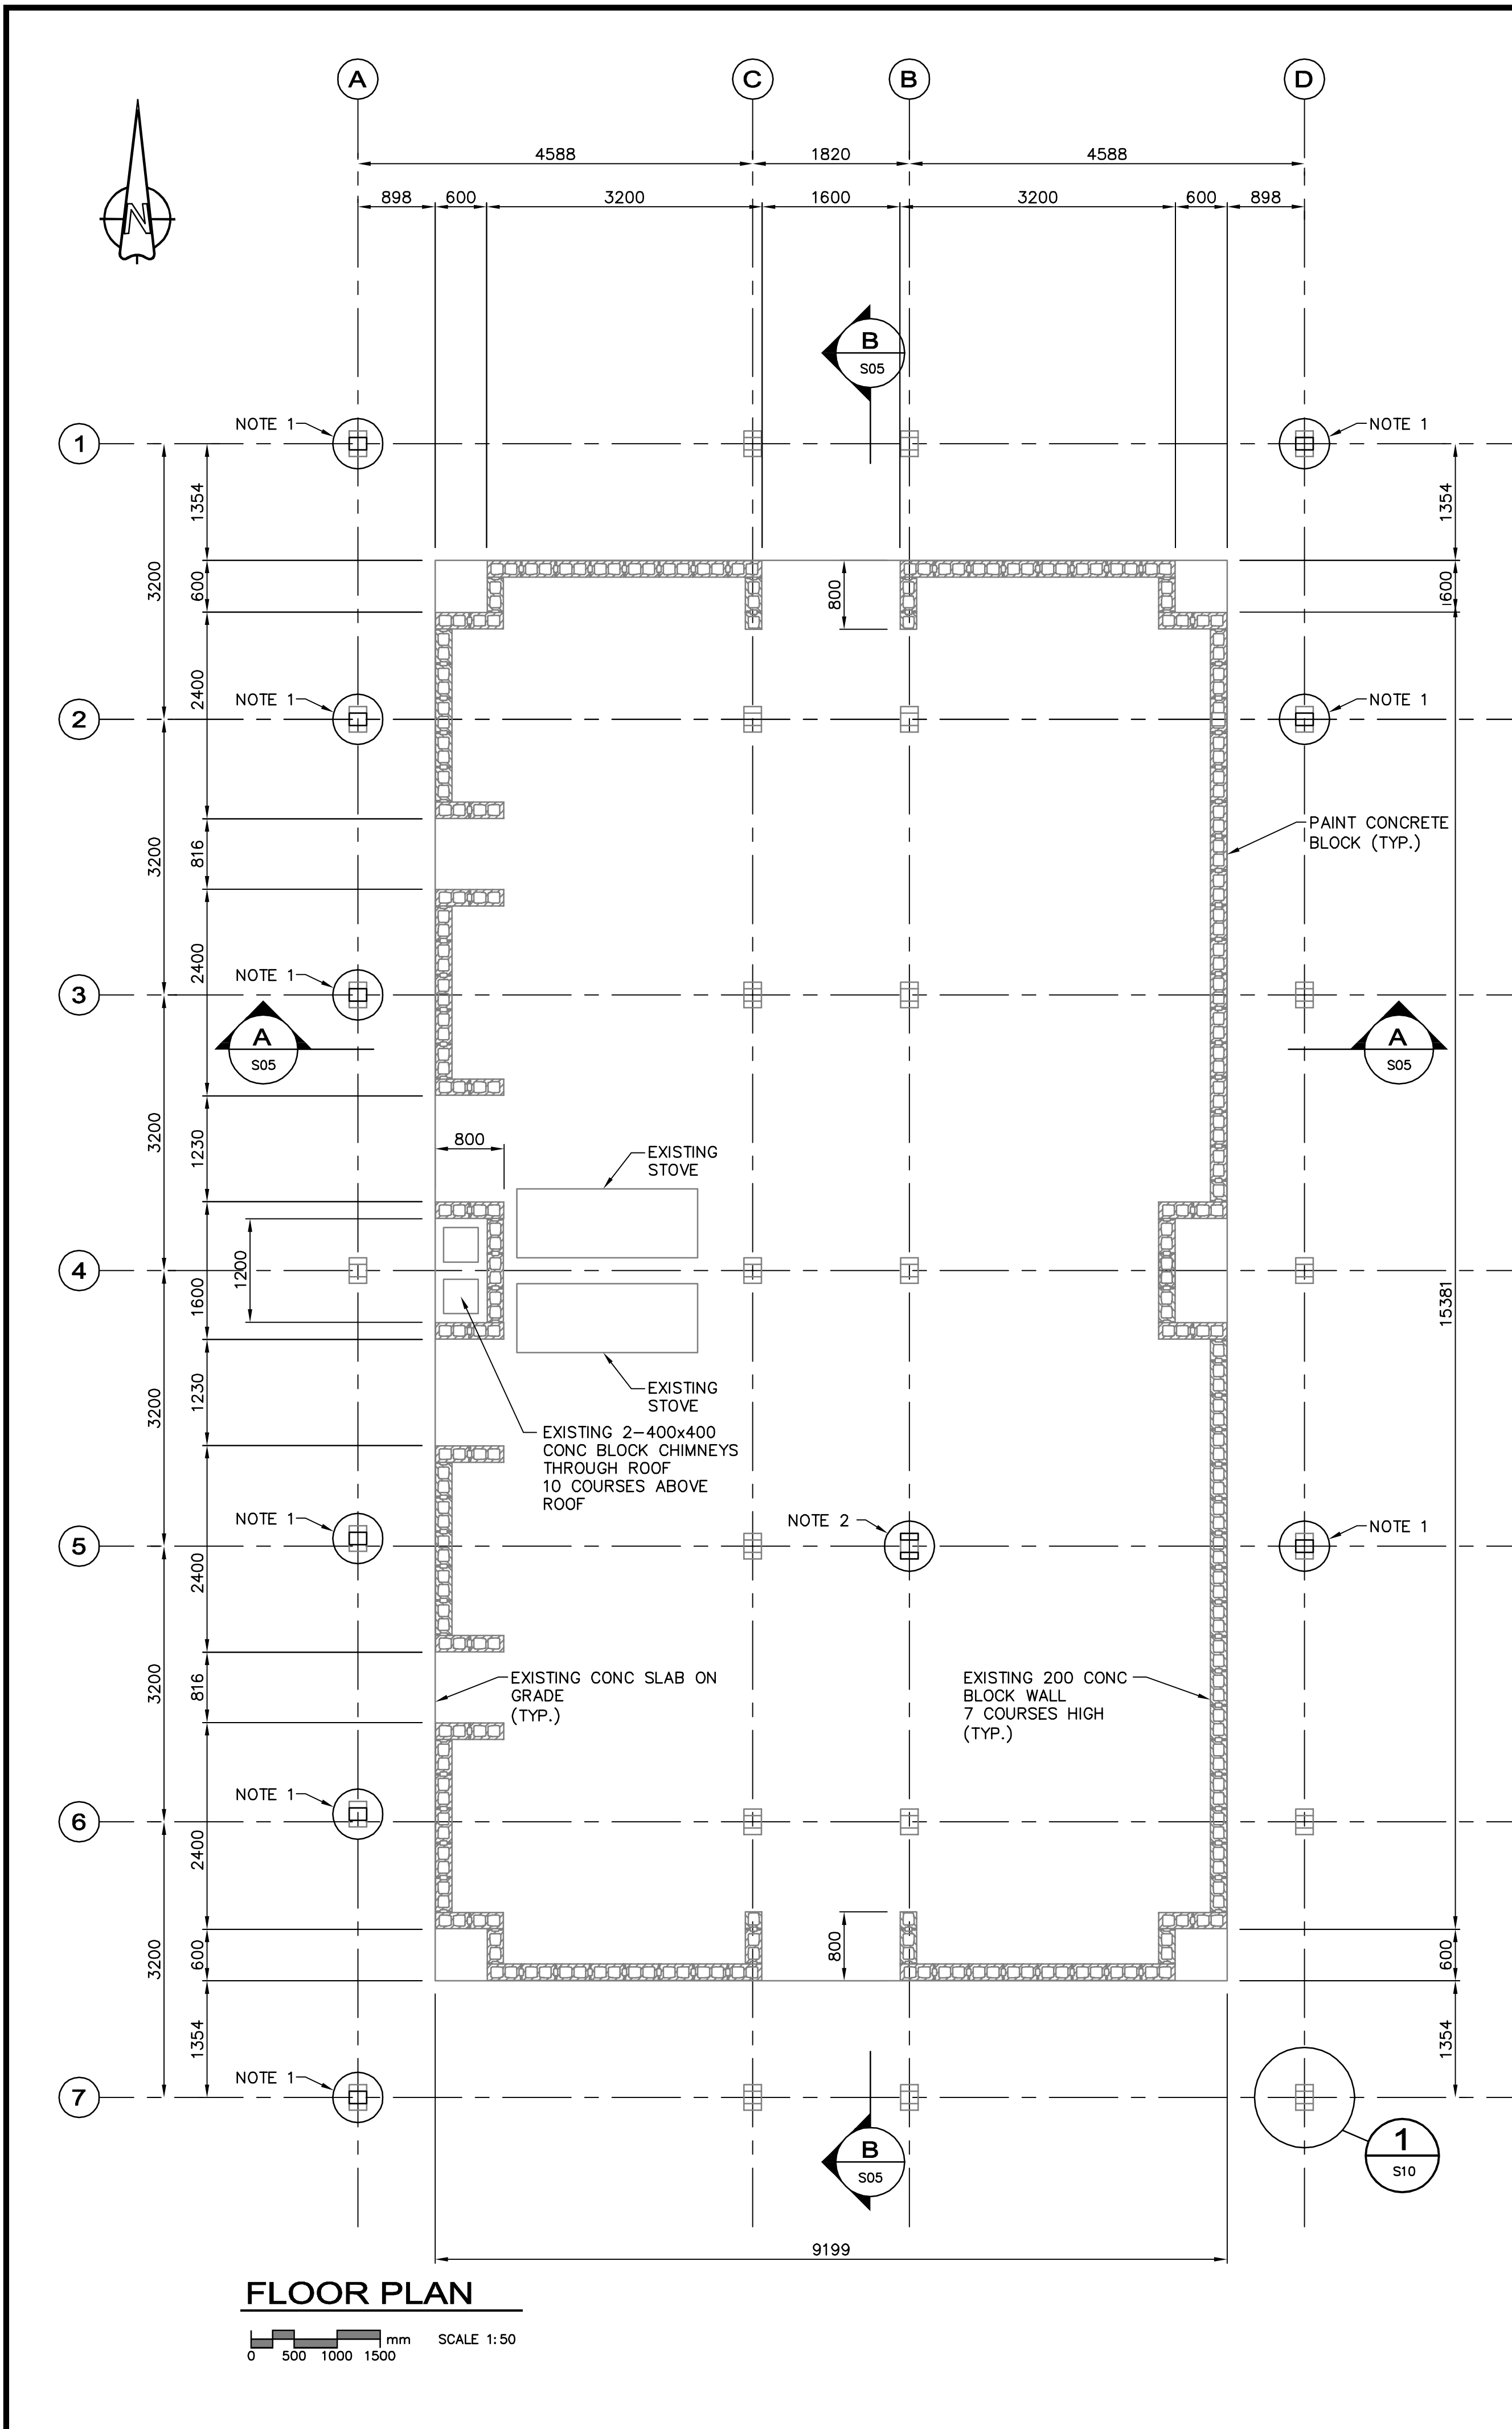 A
C
B
D
N
4588
1820
4588
898
600
3200
1600
3200
600
898
B
S05
1
NOTE 1
NOTE 1
1354
1354
3200
600
800
600
2400
2
NOTE 1
NOTE 1
3200
816
PAINT CONCRETE
BLOCK (TYP.)
2400
3
NOTE 1
A
S05
A
S05
3200
1230
800
EXISTING
STOVE
4
1200
1600
15381
EXISTING
STOVE
3200
1230
EXISTING 2-400x400
CONC BLOCK CHIMNEYS
THROUGH ROOF
10 COURSES ABOVE
ROOF
5
NOTE 1
NOTE 2
NOTE 1
2400
3200
816
EXISTING CONC SLAB ON
GRADE
(TYP.)
EXISTING 200 CONC
BLOCK WALL
7 COURSES HIGH
(TYP.)
6
NOTE 1
2400
3200
600
800
600
1354
1354
7
NOTE 1
B
S05
1
S10
9199
FLOOR PLAN
mm
SCALE 1:50
0 500 1000 1500